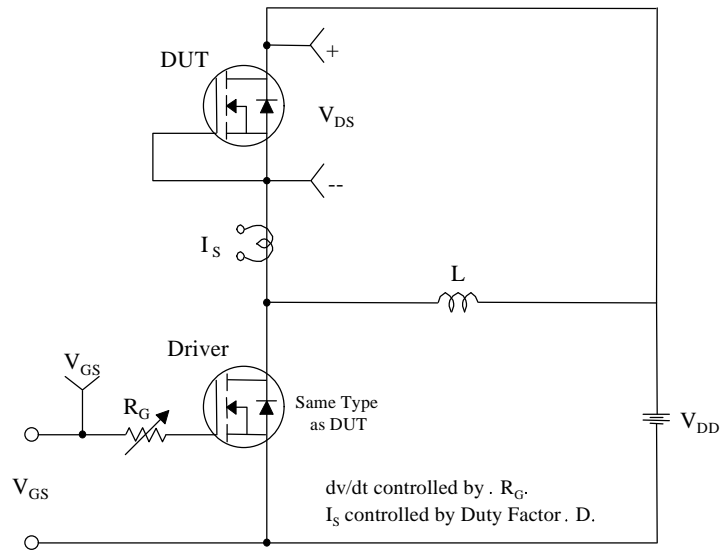 DUT
+
V_DS
--
I_S
L
Driver
V_GS
R_G
Same Type
as DUT
V_DD
V_GS
dv/dt controlled by . R_G.
I_S controlled by Duty Factor . D.